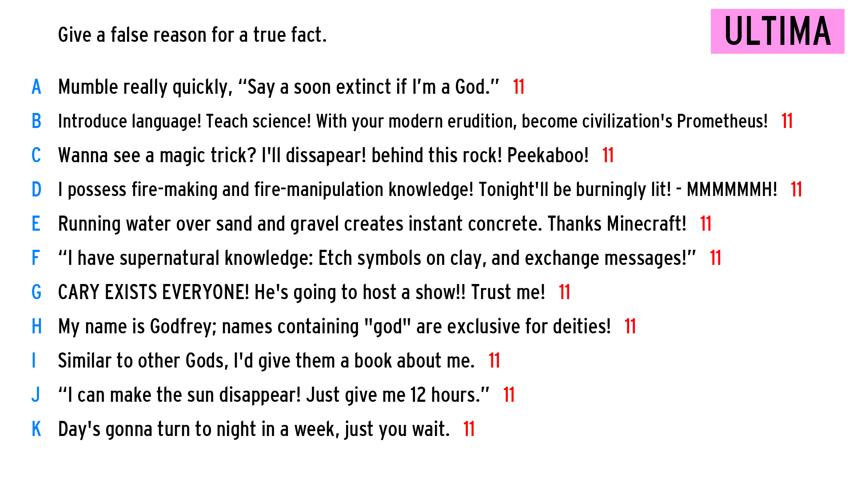 Give a false reason for a true fact.
ULTIMA
A Mumble really quickly, “Say a soon extinct if I’m a God.” 11
B Introduce language! Teach science! With your modern erudition, become civilization's Prometheus! 11
C Wanna see a magic trick? I'll dissapear! behind this rock! Peekaboo! 11
D I possess fire-making and fire-manipulation knowledge! Tonight'll be burningly lit! - MMMMMMH! 11
E Running water over sand and gravel creates instant concrete. Thanks Minecraft! 11
F “I have supernatural knowledge: Etch symbols on clay, and exchange messages!” 11
G CARY EXISTS EVERYONE! He's going to host a show!! Trust me! 11
H My name is Godfrey; names containing "god" are exclusive for deities! 11
I Similar to other Gods, I'd give them a book about me. 11
J “I can make the sun disappear! Just give me 12 hours.” 11
K Day's gonna turn to night in a week, just you wait. 11